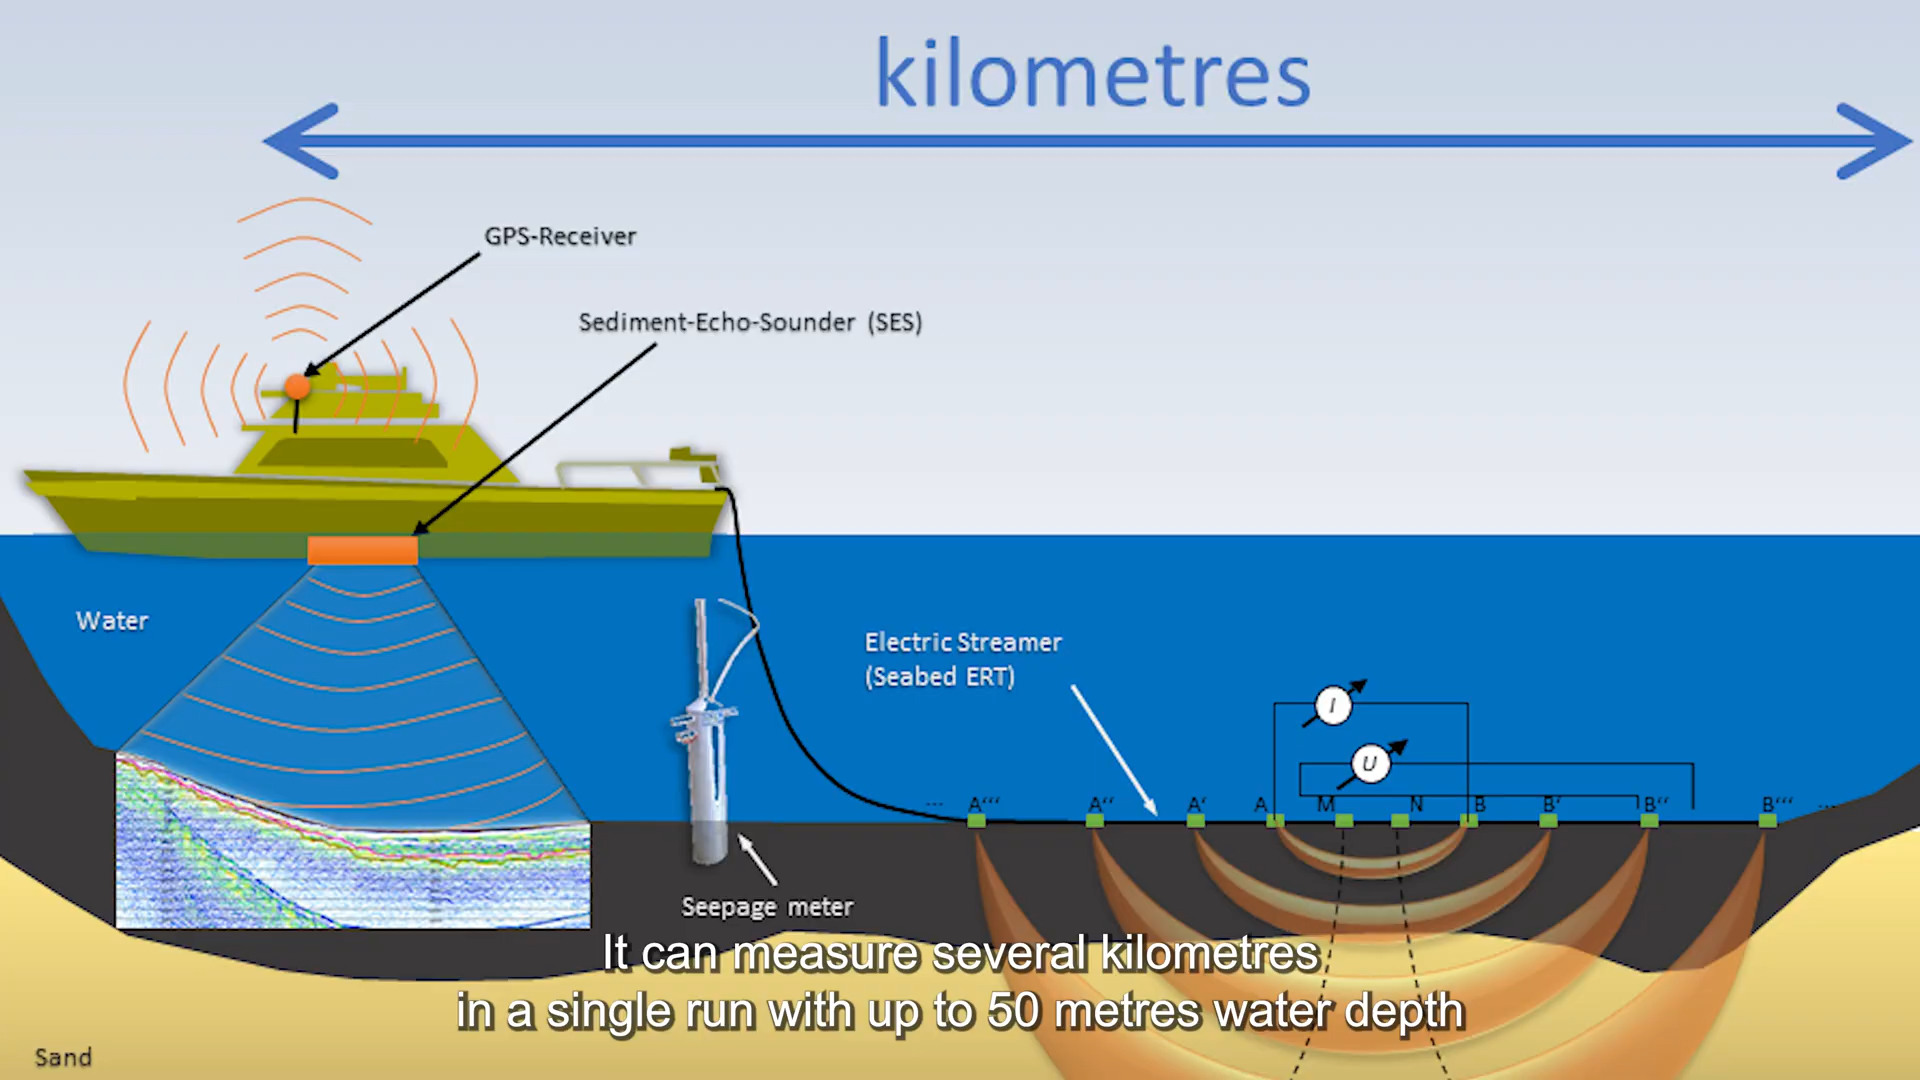 kilometres
GPS-Receiver
Sediment-Echo-Sounder (SES)
Water
Electric Streamer
(Seabed ERT)
I
U
... A''' A'' A' A M N B B' B'' B''' ...
Seepage meter
It can measure several kilometres
in a single run with up to 50 metres water depth
Sand